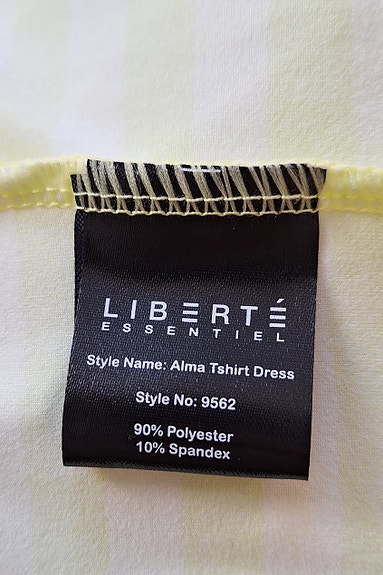 LIBERTÉ
ESSENTIEL
Style Name: Alma Tshirt Dress
Style No: 9562
90% Polyester
10% Spandex